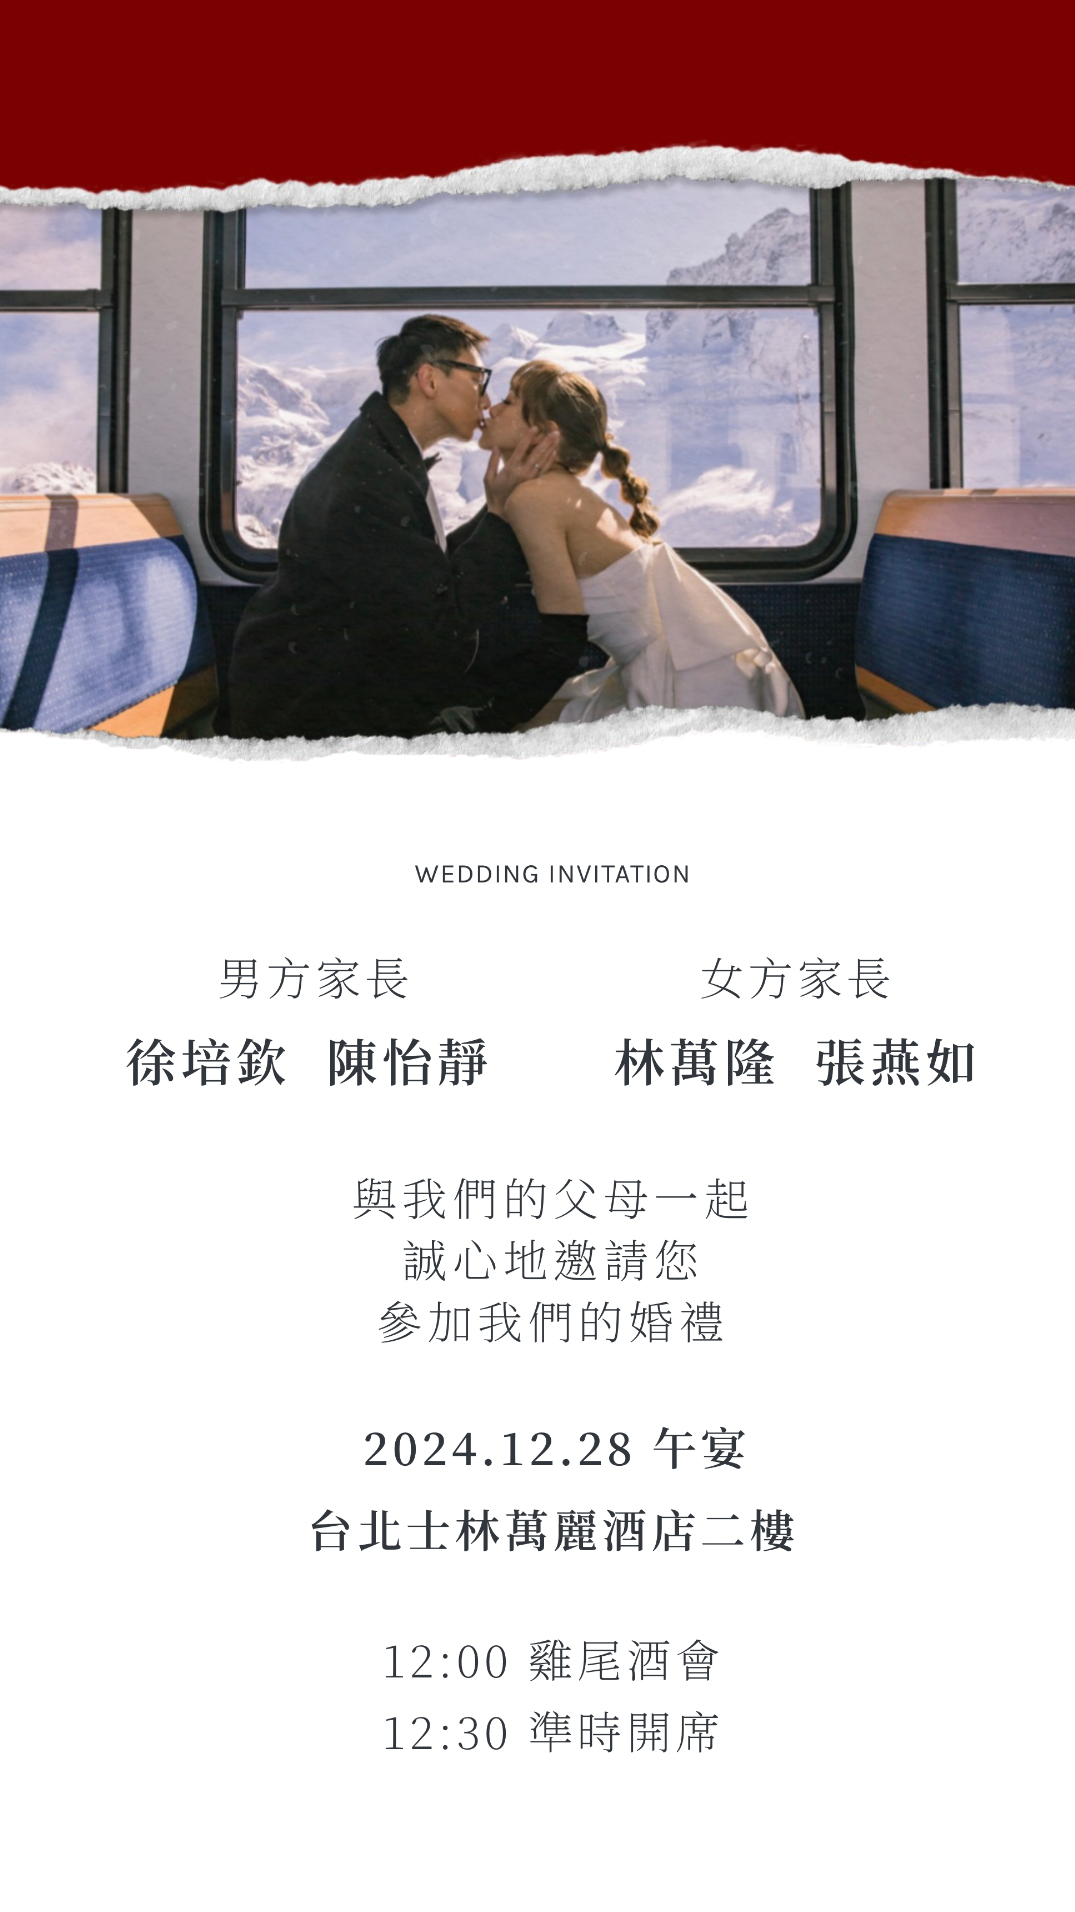 WEDDING INVITATION
男方家長 女方家長
徐培欽 陳怡靜 林萬隆 張燕如
與我們的父母一起
誠心地邀請您
參加我們的婚禮
2024.12.28 午宴
台北士林萬麗酒店二樓
12:00 雞尾酒會
12:30 準時開席